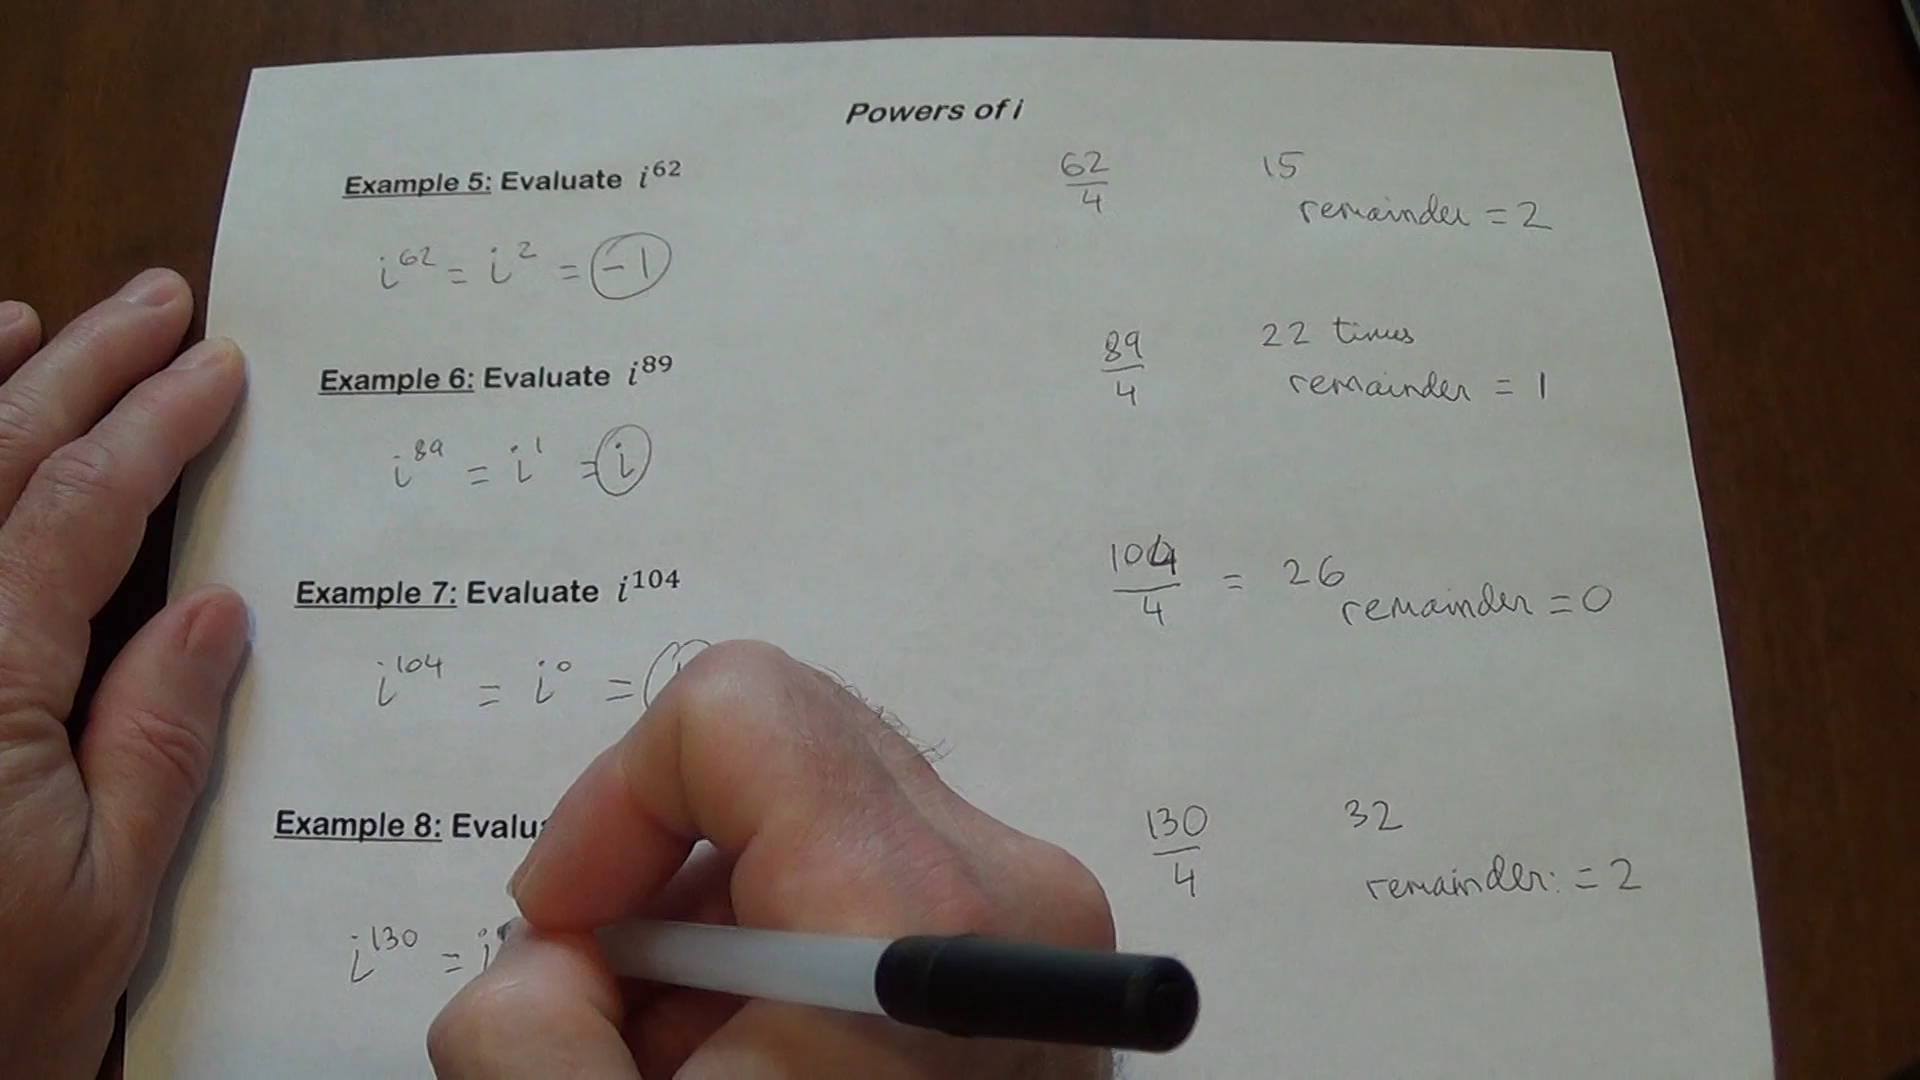 Powers of i
Example 5: Evaluate i^62
62/4
15
remainder = 2
i^62 = i^2 = -1
Example 6: Evaluate i^89
89/4
22 times
remainder = 1
i^89 = i^1 = i
Example 7: Evaluate i^104
104/4 = 26
remainder = 0
i^104 = i^0 =
Example 8:
130/4
32
remainder: = 2
i^130 = i